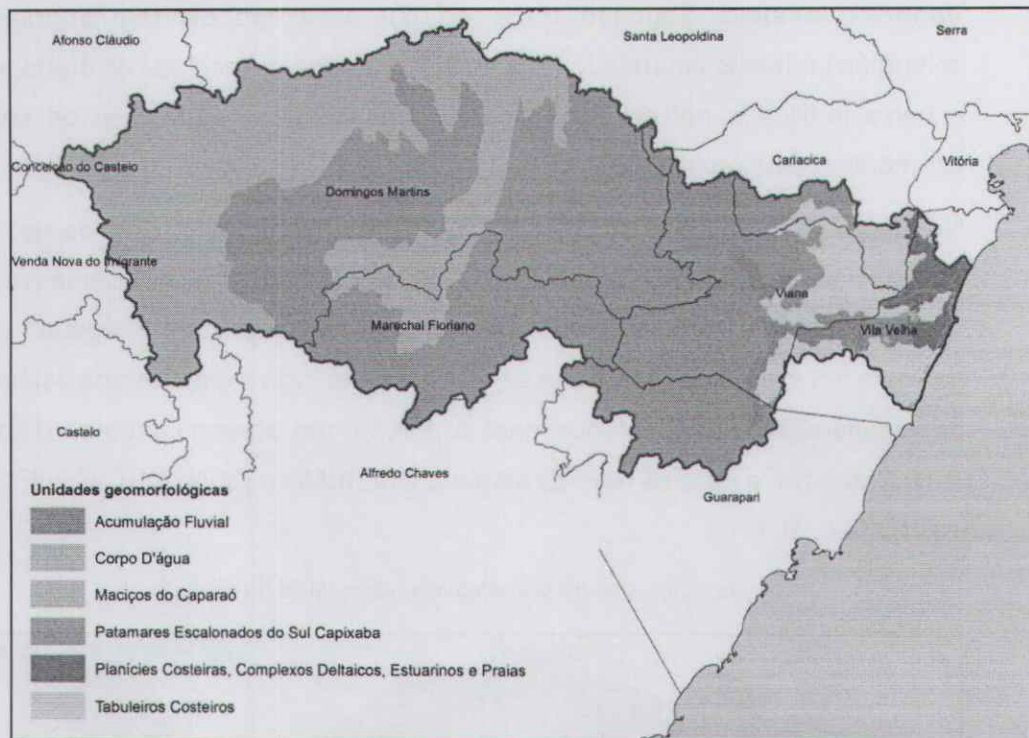 Afonso Cláudio
Santa Leopoldina
Serra
Conceição do Castelo
Cariacica
Vitória
Domingos Martins
Venda Nova do Imigrante
Viana
Marechal Floriano
Vila Velha
Castelo
Alfredo Chaves
Guarapari
Unidades geomorfológicas
Acumulação Fluvial
Corpo D'água
Maciços do Caparaó
Patamares Escalonados do Sul Capixaba
Planícies Costeiras, Complexos Deltaicos, Estuarinos e Praias
Tabuleiros Costeiros